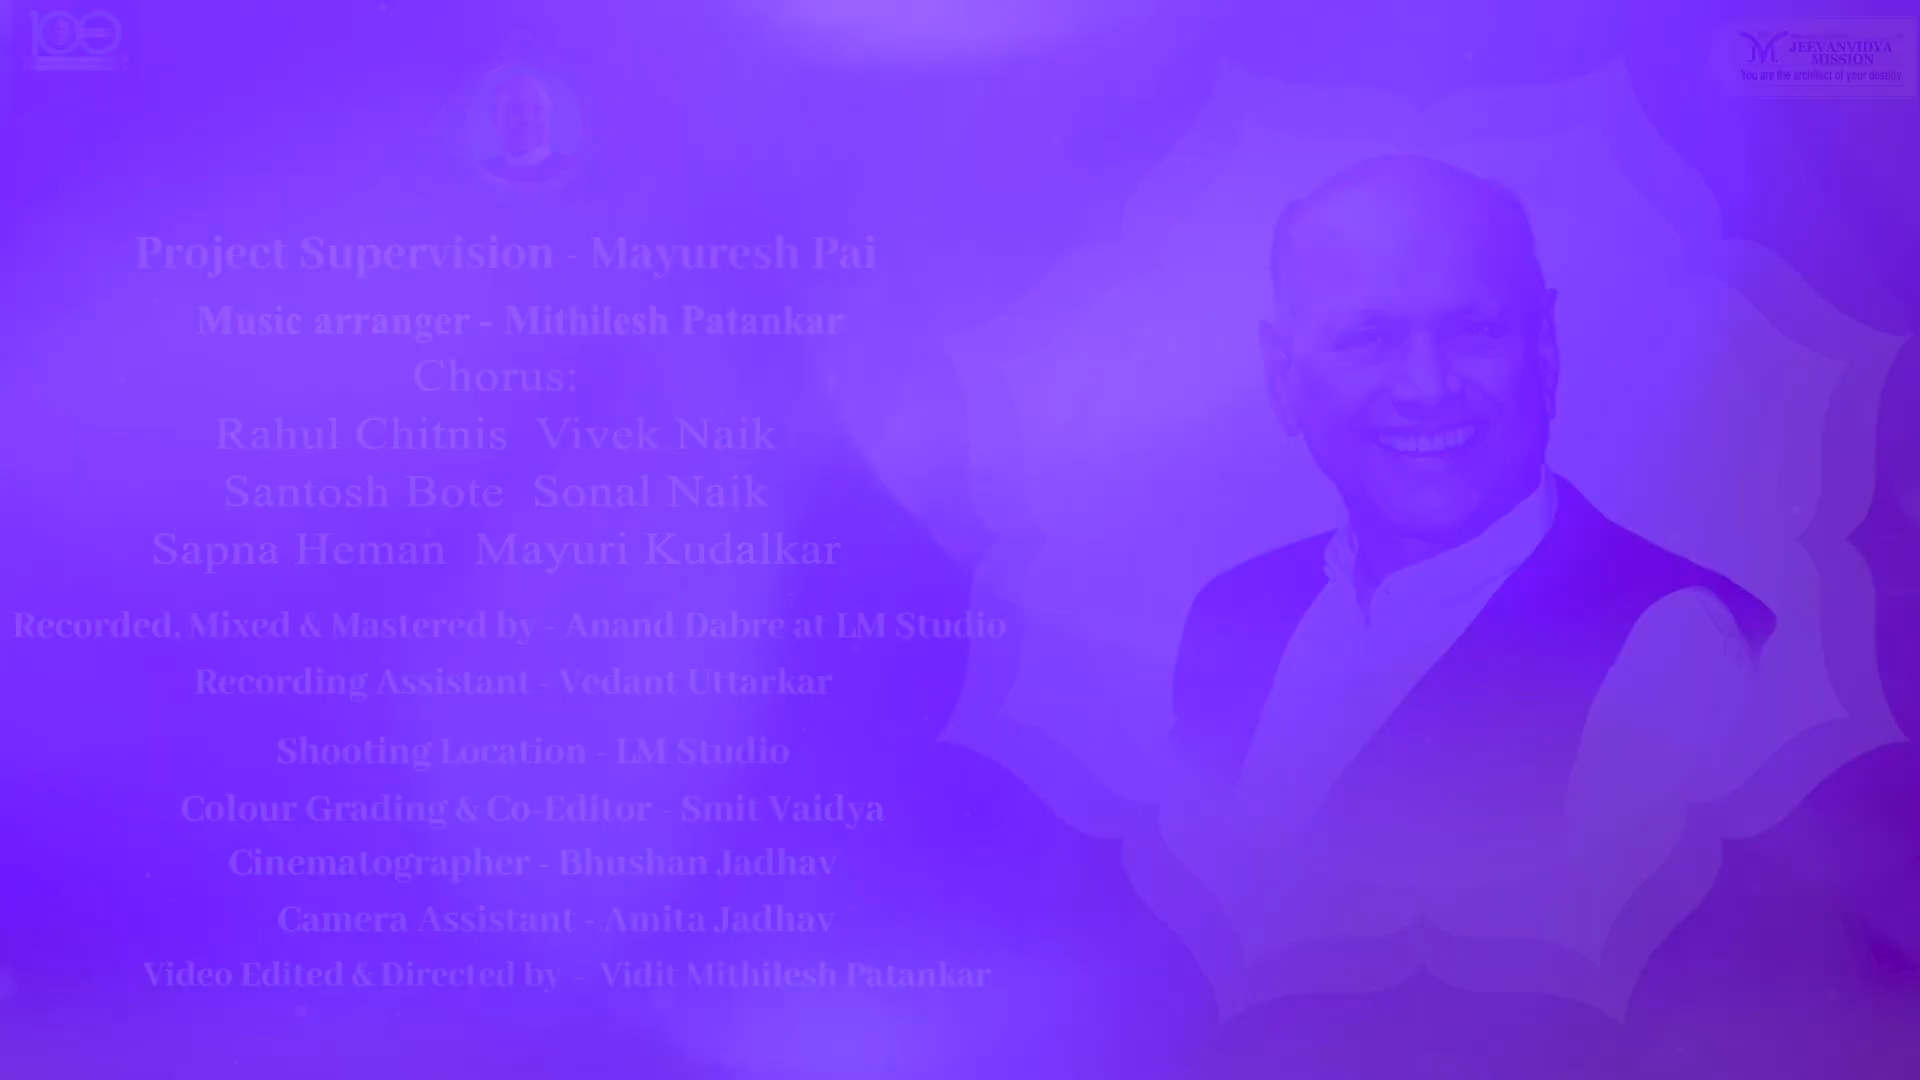 100
JEEVANVIDYA
MISSION
You are the architect of your destiny
Project Supervision - Mayuresh Pai
Music arranger - Mithilesh Patankar
Chorus:
Rahul Chitnis Vivek Naik
Santosh Bote Sonal Naik
Sapna Heman Mayuri Kudalkar
Recorded, Mixed & Mastered by - Anand Dabre at LM Studio
Recording Assistant - Vedant Uttarkar
Shooting Location - LM Studio
Colour Grading & Co-Editor - Smit Vaidya
Cinematographer - Bhushan Jadhav
Camera Assistant - Amita Jadhav
Video Edited & Directed by - Vidit Mithilesh Patankar